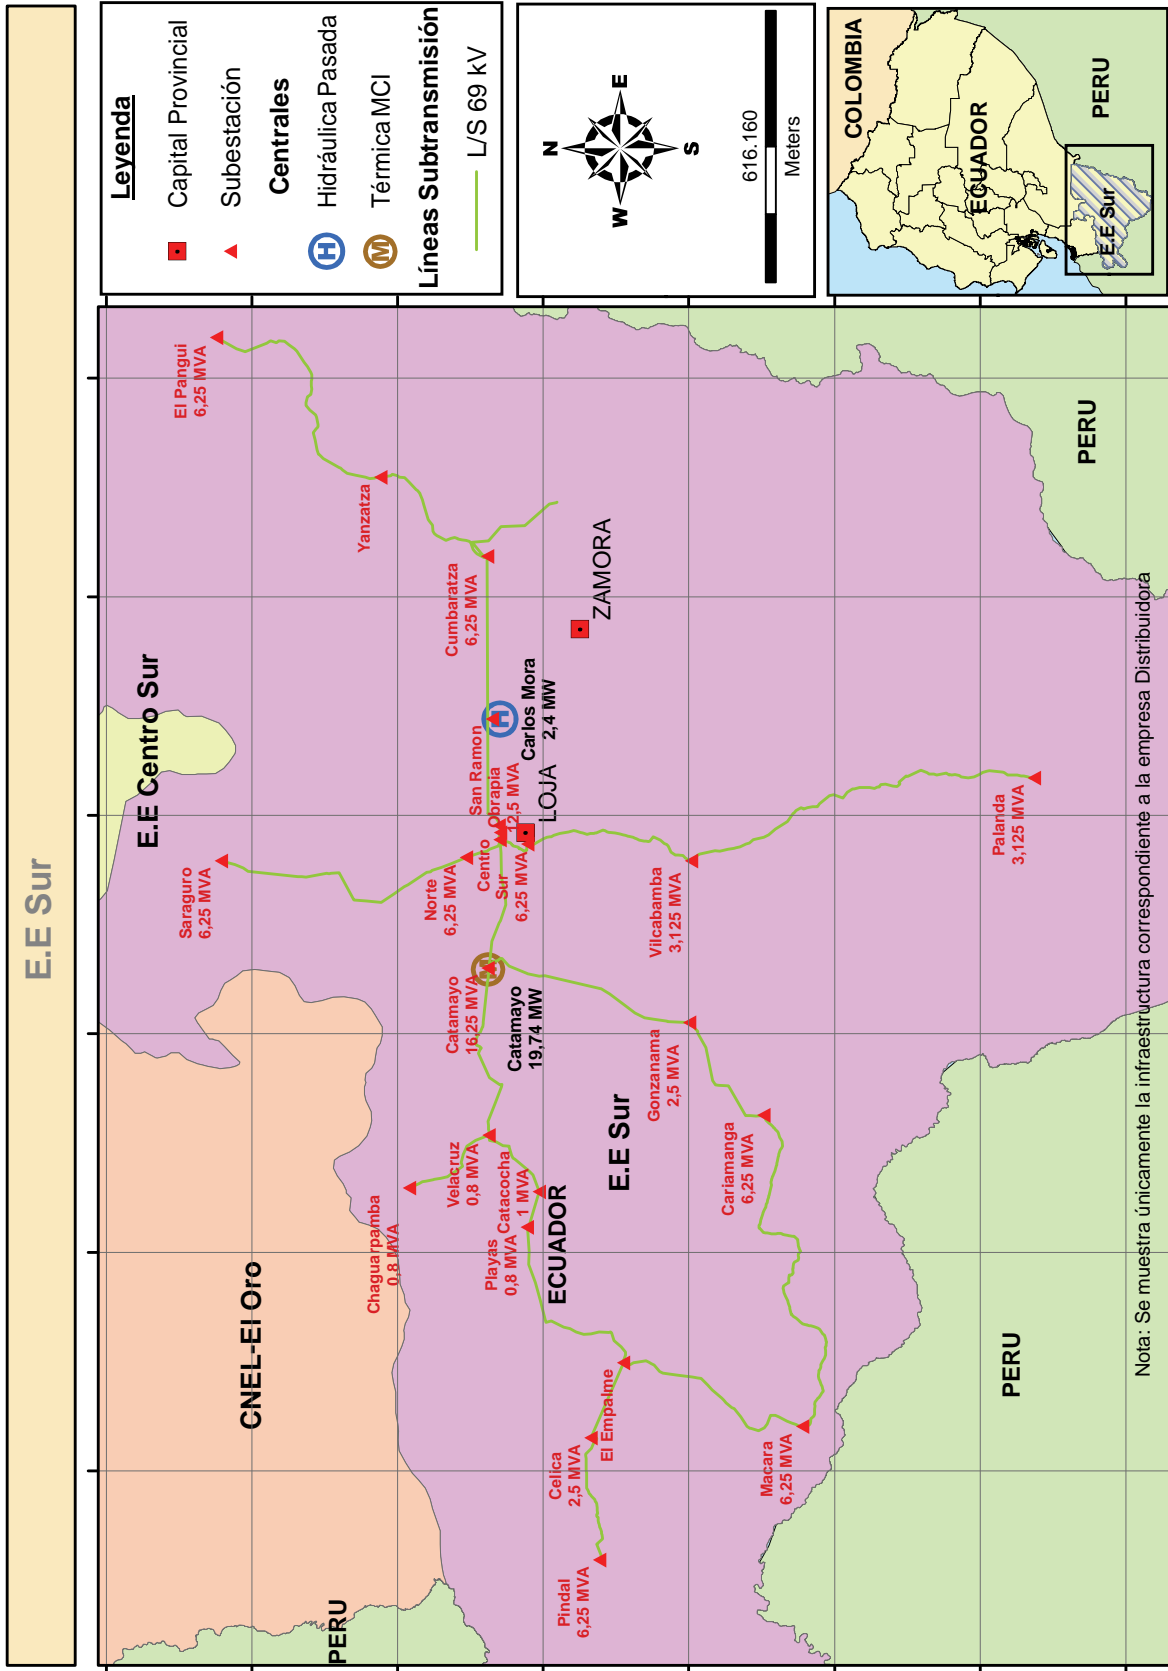 E.E Sur
El Pangui
6,25 MVA
Yanzatza
Cumbaratza
6,25 MVA
ZAMORA
E.E Centro Sur
San Ramon
Carlos Mora
2,4 MW
Obrapia
12,5 MVA
LOJA
Saraguro
6,25 MVA
Norte
6,25 MVA
Centro
Sur
6,25 MVA
Vilcabamba
3,125 MVA
Palanda
3,125 MVA
Catamayo
16,25 MVA
Catamayo
19,74 MW
Gonzanama
2,5 MVA
Cariamanga
6,25 MVA
E.E Sur
Velacruz
0,8 MVA
Catacocha
1 MVA
Playas
0,8 MVA
ECUADOR
Chaguarpamba
0,8 MVA
CNEL-El Oro
El Empalme
Celica
2,5 MVA
Macara
6,25 MVA
Pindal
6,25 MVA
PERU
PERU
PERU
Nota: Se muestra únicamente la infraestructura correspondiente a la empresa Distribuidora
Leyenda
Capital Provincial
Subestación
Centrales
H
Hidráulica Pasada
M
Térmica MCI
Líneas Subtransmisión
L/S 69 kV
N
W
E
S
616.160
Meters
COLOMBIA
ECUADOR
E.E Sur
PERU